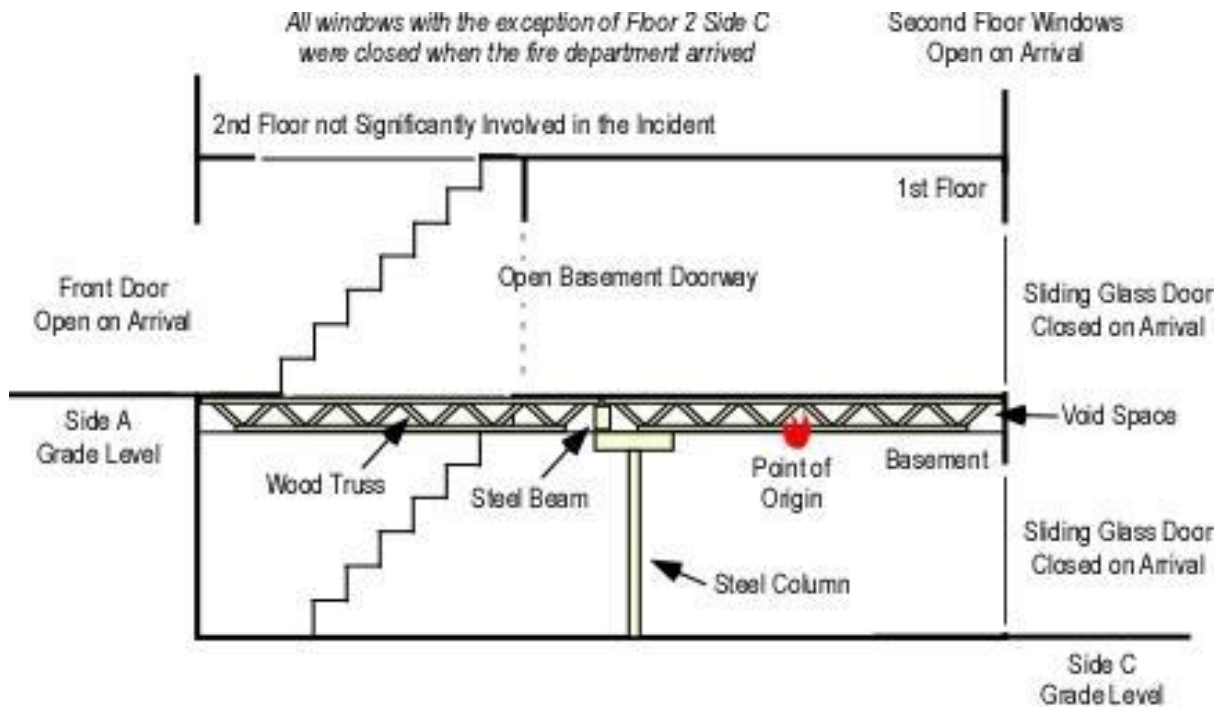 All windows with the exception of Floor 2 Side C
were closed when the fire department arrived
Second Floor Windows
Open on Arrival
2nd Floor not Significantly Involved in the Incident
1st Floor
Open Basement Doorway
Front Door
Open on Arrival
Sliding Glass Door
Closed on Arrival
Side A
Grade Level
Void Space
Wood Truss
Steel Beam
Point of
Origin
Basement
Sliding Glass Door
Closed on Arrival
Steel Column
Side C
Grade Level